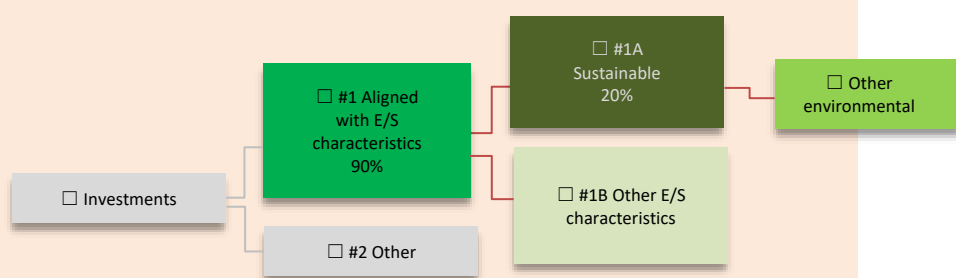 ☐ Investments
☐ #1 Aligned
with E/S
characteristics
90%
☐ #2 Other
☐ #1A
Sustainable
20%
☐ #1B Other E/S
characteristics
☐ Other
environmental